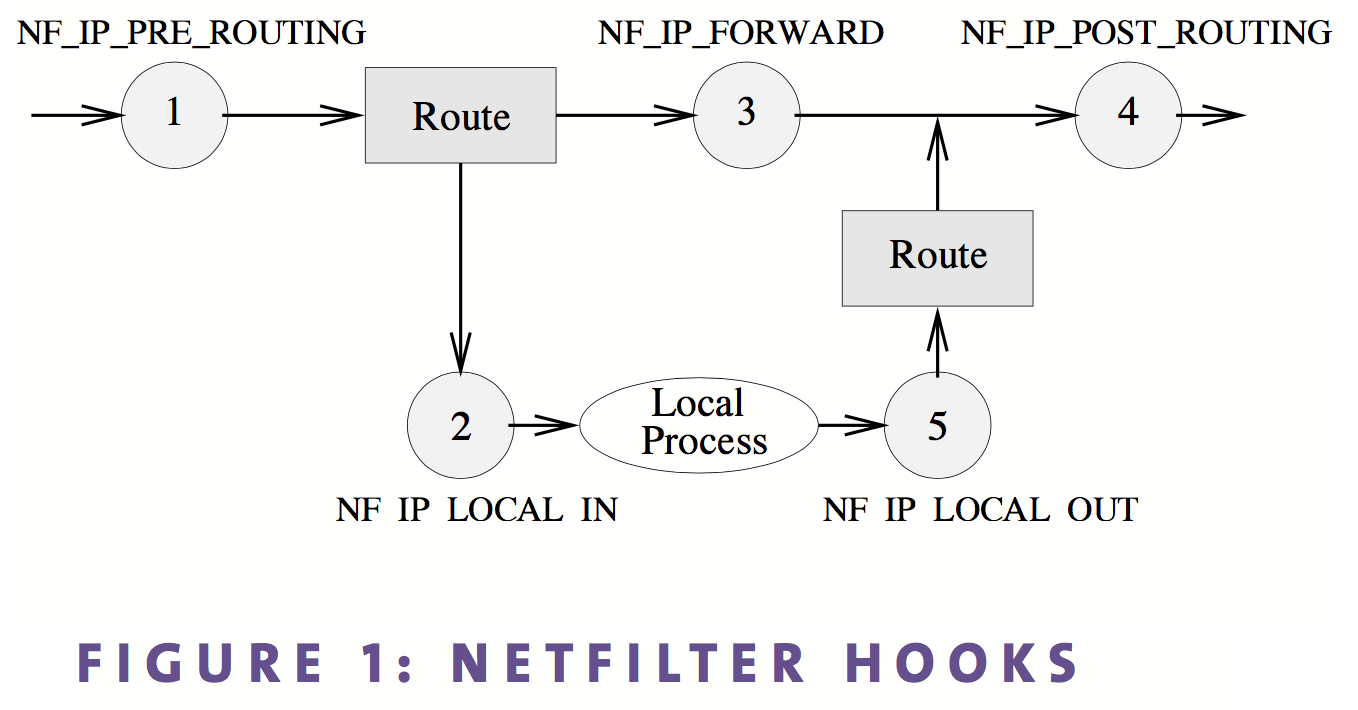 NF_IP_PRE_ROUTING
NF_IP_FORWARD
NF_IP_POST_ROUTING
1
Route
3
4
Route
2
Local
Process
5
NF IP LOCAL IN
NF IP LOCAL OUT
FIGURE 1: NETFILTER HOOKS